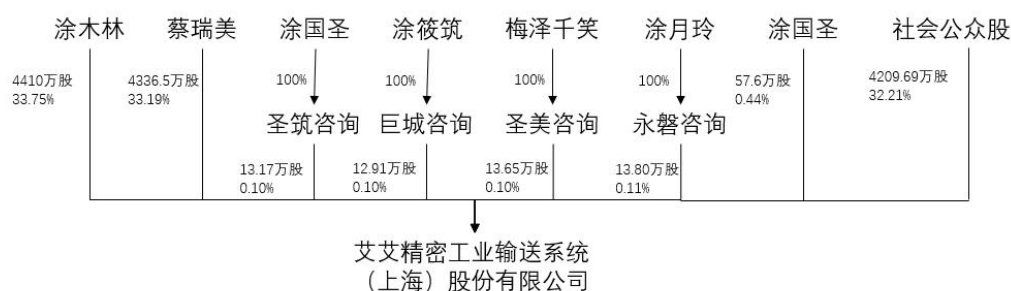 涂木林 蔡瑞美 涂国圣 涂筱筑 梅泽千笑 涂月玲 涂国圣 社会公众股
4410万股
33.75%
4336.5万股
33.19%
100%
100%
100%
100%
57.6万股
0.44%
4209.69万股
32.21%
圣筑咨询 巨城咨询 圣美咨询 永磐咨询
13.17万股
0.10%
12.91万股
0.10%
13.65万股
0.10%
13.80万股
0.11%
艾艾精密工业输送系统
（上海）股份有限公司